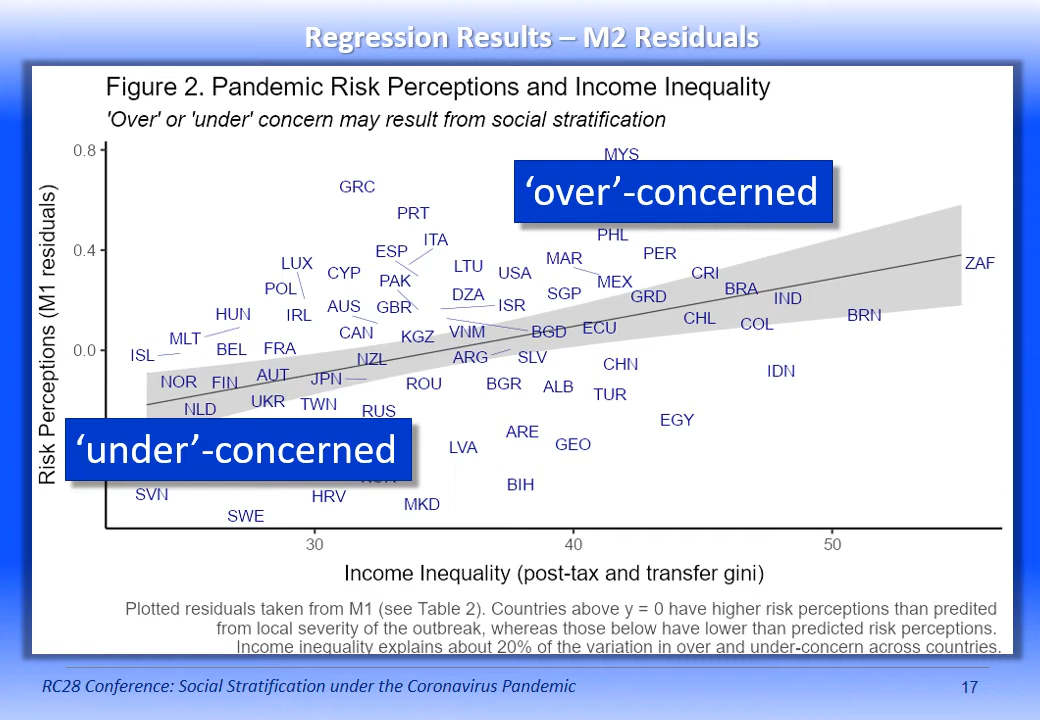 Regression Results – M2 Residuals
Figure 2. Pandemic Risk Perceptions and Income Inequality
'Over' or 'under' concern may result from social stratification
Risk Perceptions (M1 residuals)
0.8
0.4
0.0
MYS
‘over’-concerned
GRC
PRT
ITA
PHL
ESP
LUX
CYP
LTU
USA
MAR
PER
CRI
ZAF
POL
PAK
MEX
BRA
AUS
GBR
DZA
ISR
SGP
GRD
IND
HUN
IRL
CHL
COL
BRN
MLT
CAN
KGZ
VNM
BGD
ECU
ISL
BEL
FRA
NZL
ARG
SLV
CHN
IDN
NOR
FIN
AUT
JPN
ROU
BGR
ALB
TUR
NLD
UKR
TWN
RUS
EGY
ARE
GEO
LVA
‘under’-concerned
BIH
SVN
HRV
MKD
SWE
30
40
50
Income Inequality (post-tax and transfer gini)
Plotted residuals taken from M1 (see Table 2). Countries above y = 0 have higher risk perceptions than predited
from local severity of the outbreak, whereas those below have lower than predicted risk perceptions.
Income inequality explains about 20% of the variation in over and under-concern across countries.
RC28 Conference: Social Stratification under the Coronavirus Pandemic
17